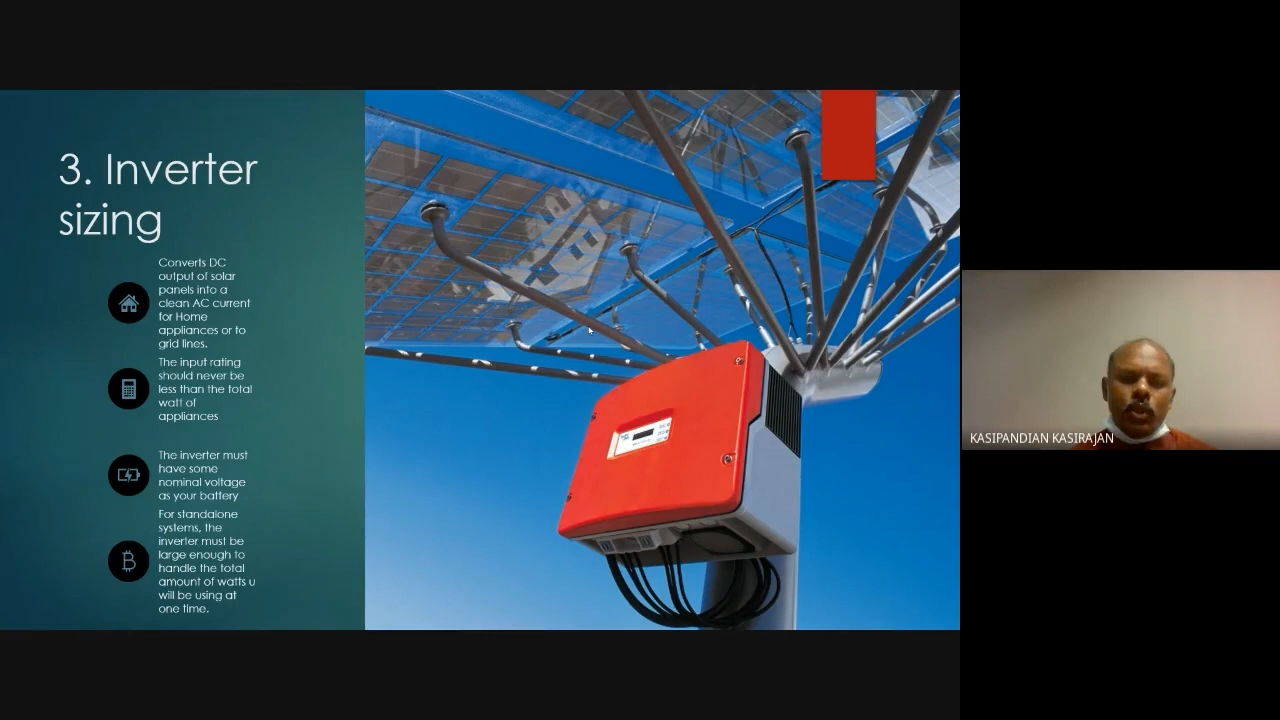 3. Inverter
sizing
Converts DC
output of solar
panels into a
clean AC current
for Home
appliances or to
grid lines.
The input rating
should never be
less than the total
watt of
appliances
The inverter must
have some
nominal voltage
as your battery
For standalone
systems, the
inverter must be
large enough to
handle the total
amount of watts u
will be using at
one time.
KASIPANDIAN KASIRAJAN